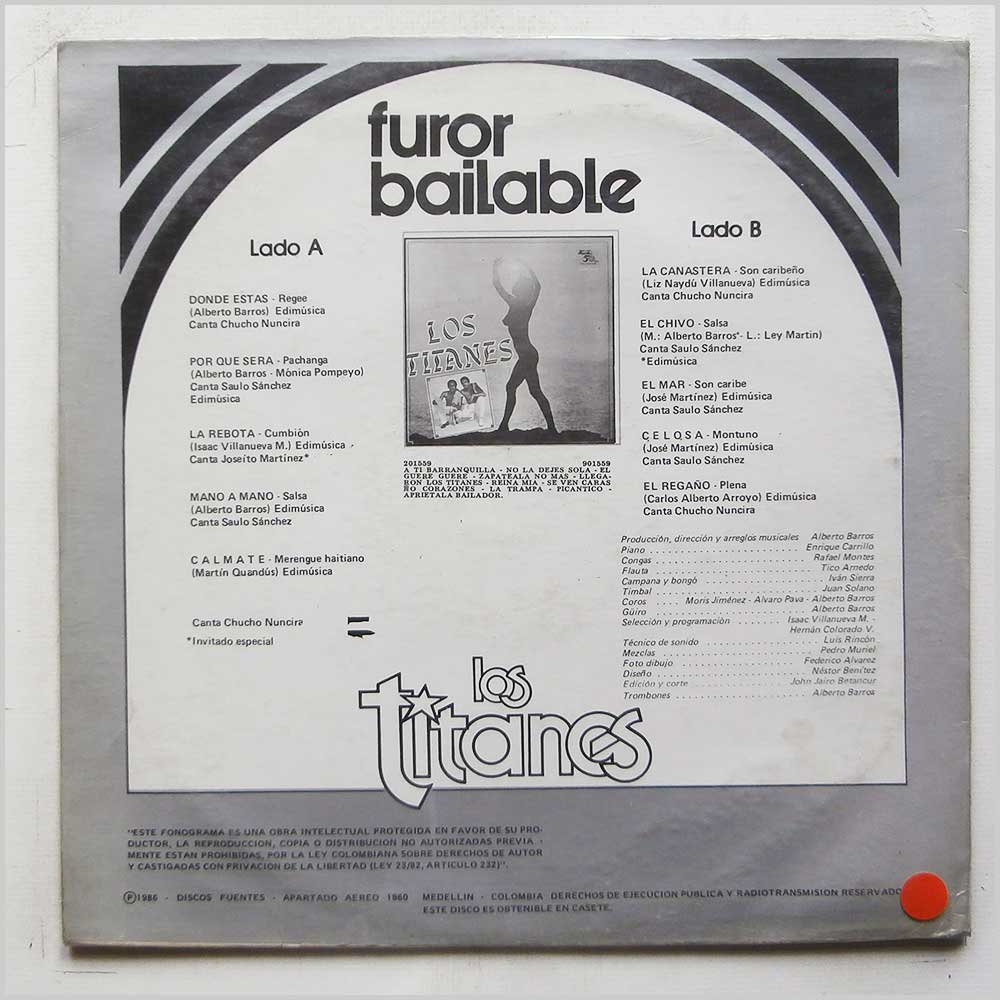 furor
bailable
Lado A
DONDE ESTAS - Regee
(Alberto Barros) Edimúsica
Canta Chucho Nuncira
POR QUE SERA - Pachanga
(Alberto Barros - Mónica Pompeyo)
Canta Saulo Sánchez
Edimúsica
LA REBOTA - Cumbión
(Isaac Villanueva M.) Edimúsica
Canta Joseíto Martínez*
MANO A MANO - Salsa
(Alberto Barros) Edimúsica
Canta Saulo Sánchez
C A L M A T E - Merengue haitiano
(Martín Quandús) Edimúsica
Canta Chucho Nuncira
*Invitado especial
LOS
TITANES
201559 901559
A TI BARRANQUILLA - NO LA DEJES SOLA - EL
GUERE GUERE - ZAPATEALA NO MAS - LLEGA-
RON LOS TITANES - REINA MIA - SE VEN CARAS
NO CORAZONES - LA TRAMPA - PICANTICO -
APRIETALA BAILADOR.
Lado B
LA CANASTERA - Son caribeño
(Liz Naydú Villanueva) Edimúsica
Canta Chucho Nuncira
EL CHIVO - Salsa
(M.: Alberto Barros*- L.: Ley Martin)
Canta Saulo Sánchez
*Edimúsica
EL MAR - Son caribe
(José Martínez) Edimúsica
Canta Saulo Sánchez
C E L O S A - Montuno
(José Martínez) Edimúsica
Canta Saulo Sánchez
EL REGAÑO - Plena
(Carlos Alberto Arroyo) Edimúsica
Canta Chucho Nuncira
Producción, dirección y arreglos musicales Alberto Barros
Piano Enrique Carrillo
Congas Rafael Montes
Flauta Tico Arnedo
Campana y bongó Iván Sierra
Timbal Juan Solano
Coros Moris Jiménez - Alvaro Pava - Alberto Barros
Güiro Alberto Barros
Selección y programación Isaac Villanueva M. -
Hernán Colorado V.
Técnico de sonido Luis Rincón
Mezclas Pedro Muriel
Foto dibujo Federico Alvarez
Diseño Néstor Benítez
Edición y corte John Jairo Betancur
Trombones Alberto Barros
los
titanes
"ESTE FONOGRAMA ES UNA OBRA INTELECTUAL PROTEGIDA EN FAVOR DE SU PRO-
DUCTOR, LA REPRODUCCION, COPIA O DISTRIBUCION NO AUTORIZADAS PREVIA -
MENTE ESTAN PROHIBIDAS, POR LA LEY COLOMBIANA SOBRE DERECHOS DE AUTOR
Y CASTIGADAS CON PRIVACION DE LA LIBERTAD (LEY 23/82, ARTICULO 232)".
℗1986 - DISCOS FUENTES - APARTADO AEREO 1960 MEDELLIN - COLOMBIA DERECHOS DE EJECUCION PUBLICA Y RADIOTRANSMISION RESERVADO
ESTE DISCO ES OBTENIBLE EN CASETE.